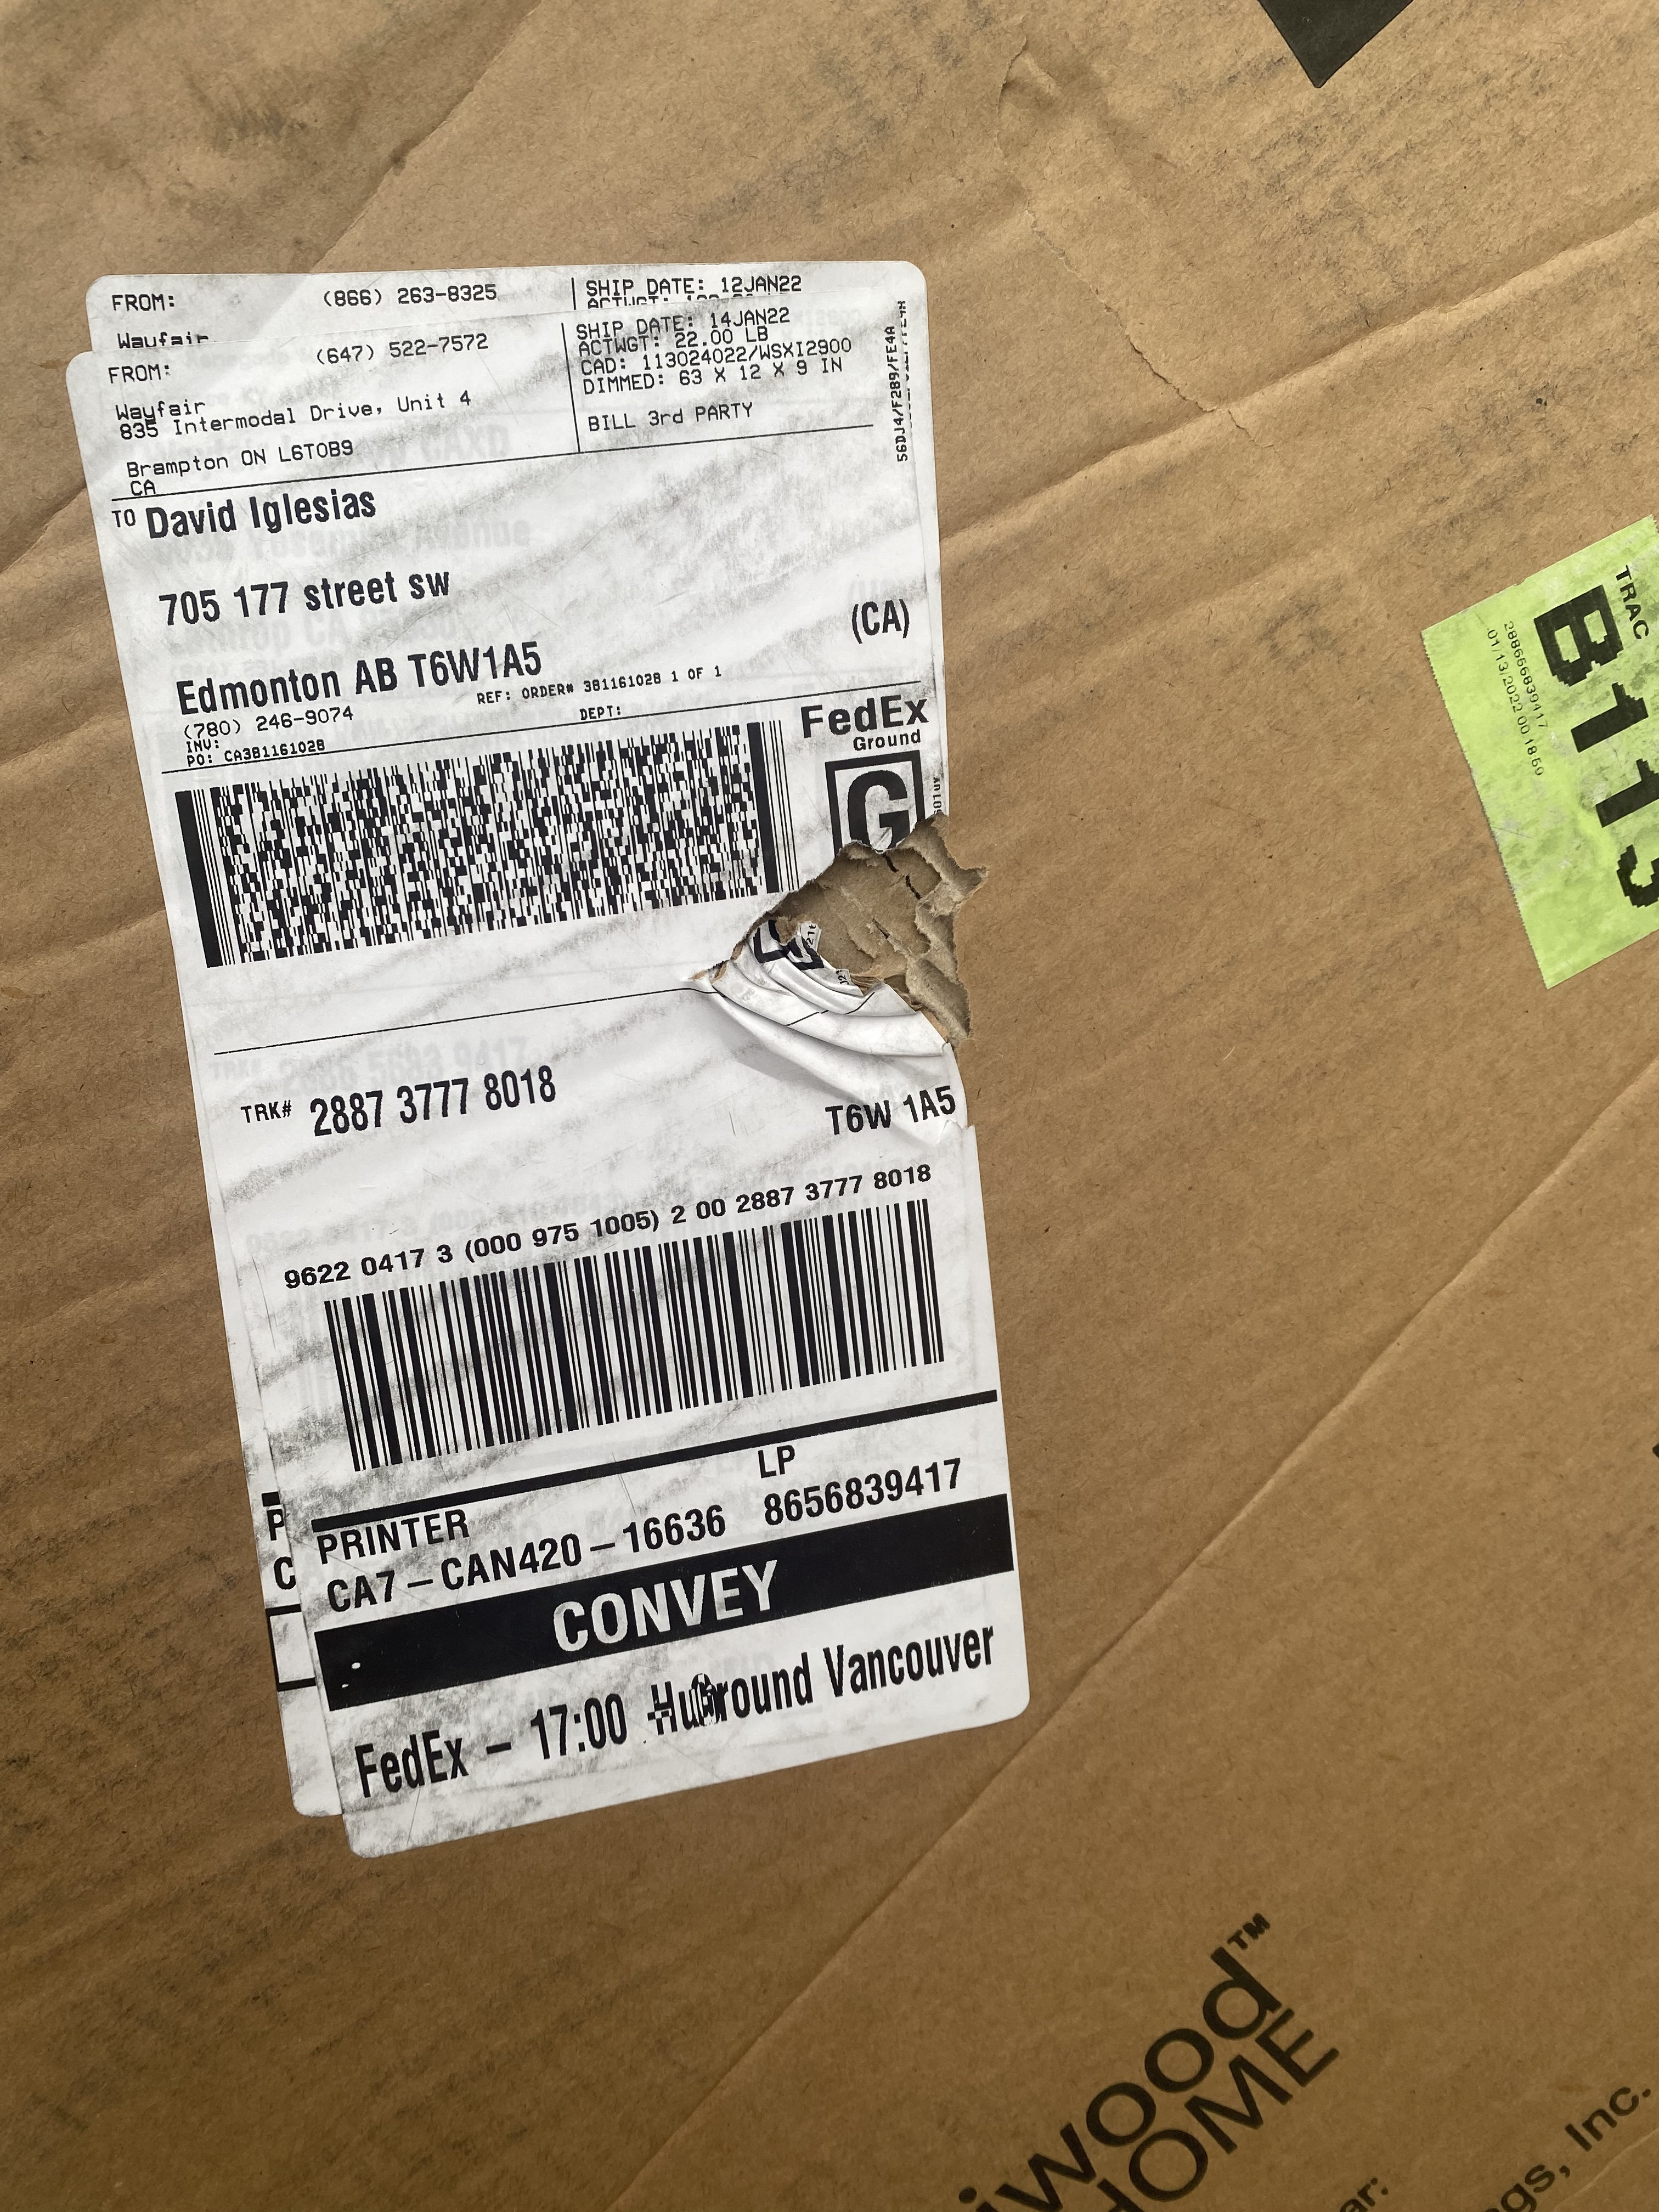 FROM: (866) 263-8325
SHIP DATE: 12JAN22
Wayfair
FROM: (647) 522-7572
Wayfair
835 Intermodal Drive, Unit 4
Brampton ON L6T0B9
CA
SHIP DATE: 14JAN22
ACTWGT: 22.00 LB
CAD: 113024022/WSXI2900
DIMMED: 63 X 12 X 9 IN
BILL 3rd PARTY
56DJ4/F289/FE4A
TO David Iglesias
705 177 street sw
(CA)
Edmonton AB T6W1A5
(780) 246-9074
REF: ORDER# 381161028 1 OF 1
INV:
DEPT:
PO: CA381161028
FedEx
Ground
G
TRK# 2887 3777 8018
T6W 1A5
9622 0417 3 (000 975 1005) 2 00 2887 3777 8018
LP
PRINTER
CA7-CAN420-16636 8656839417
CONVEY
FedEx - 17:00 Ground Vancouver
P
C
TRAC
B113
288656839417
HOME